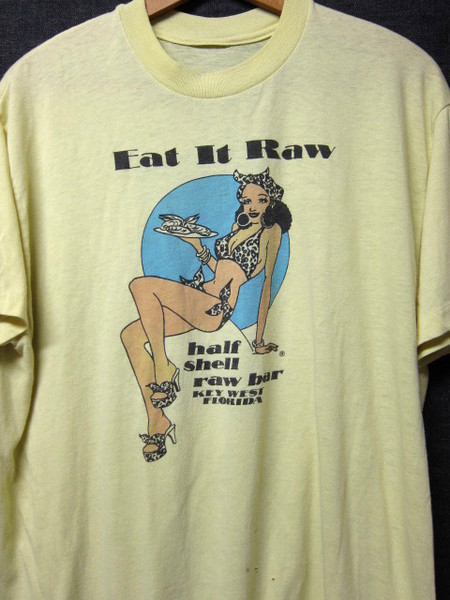 Eat It Raw
half
shell
raw bar
KEY WEST
FLORIDA
®